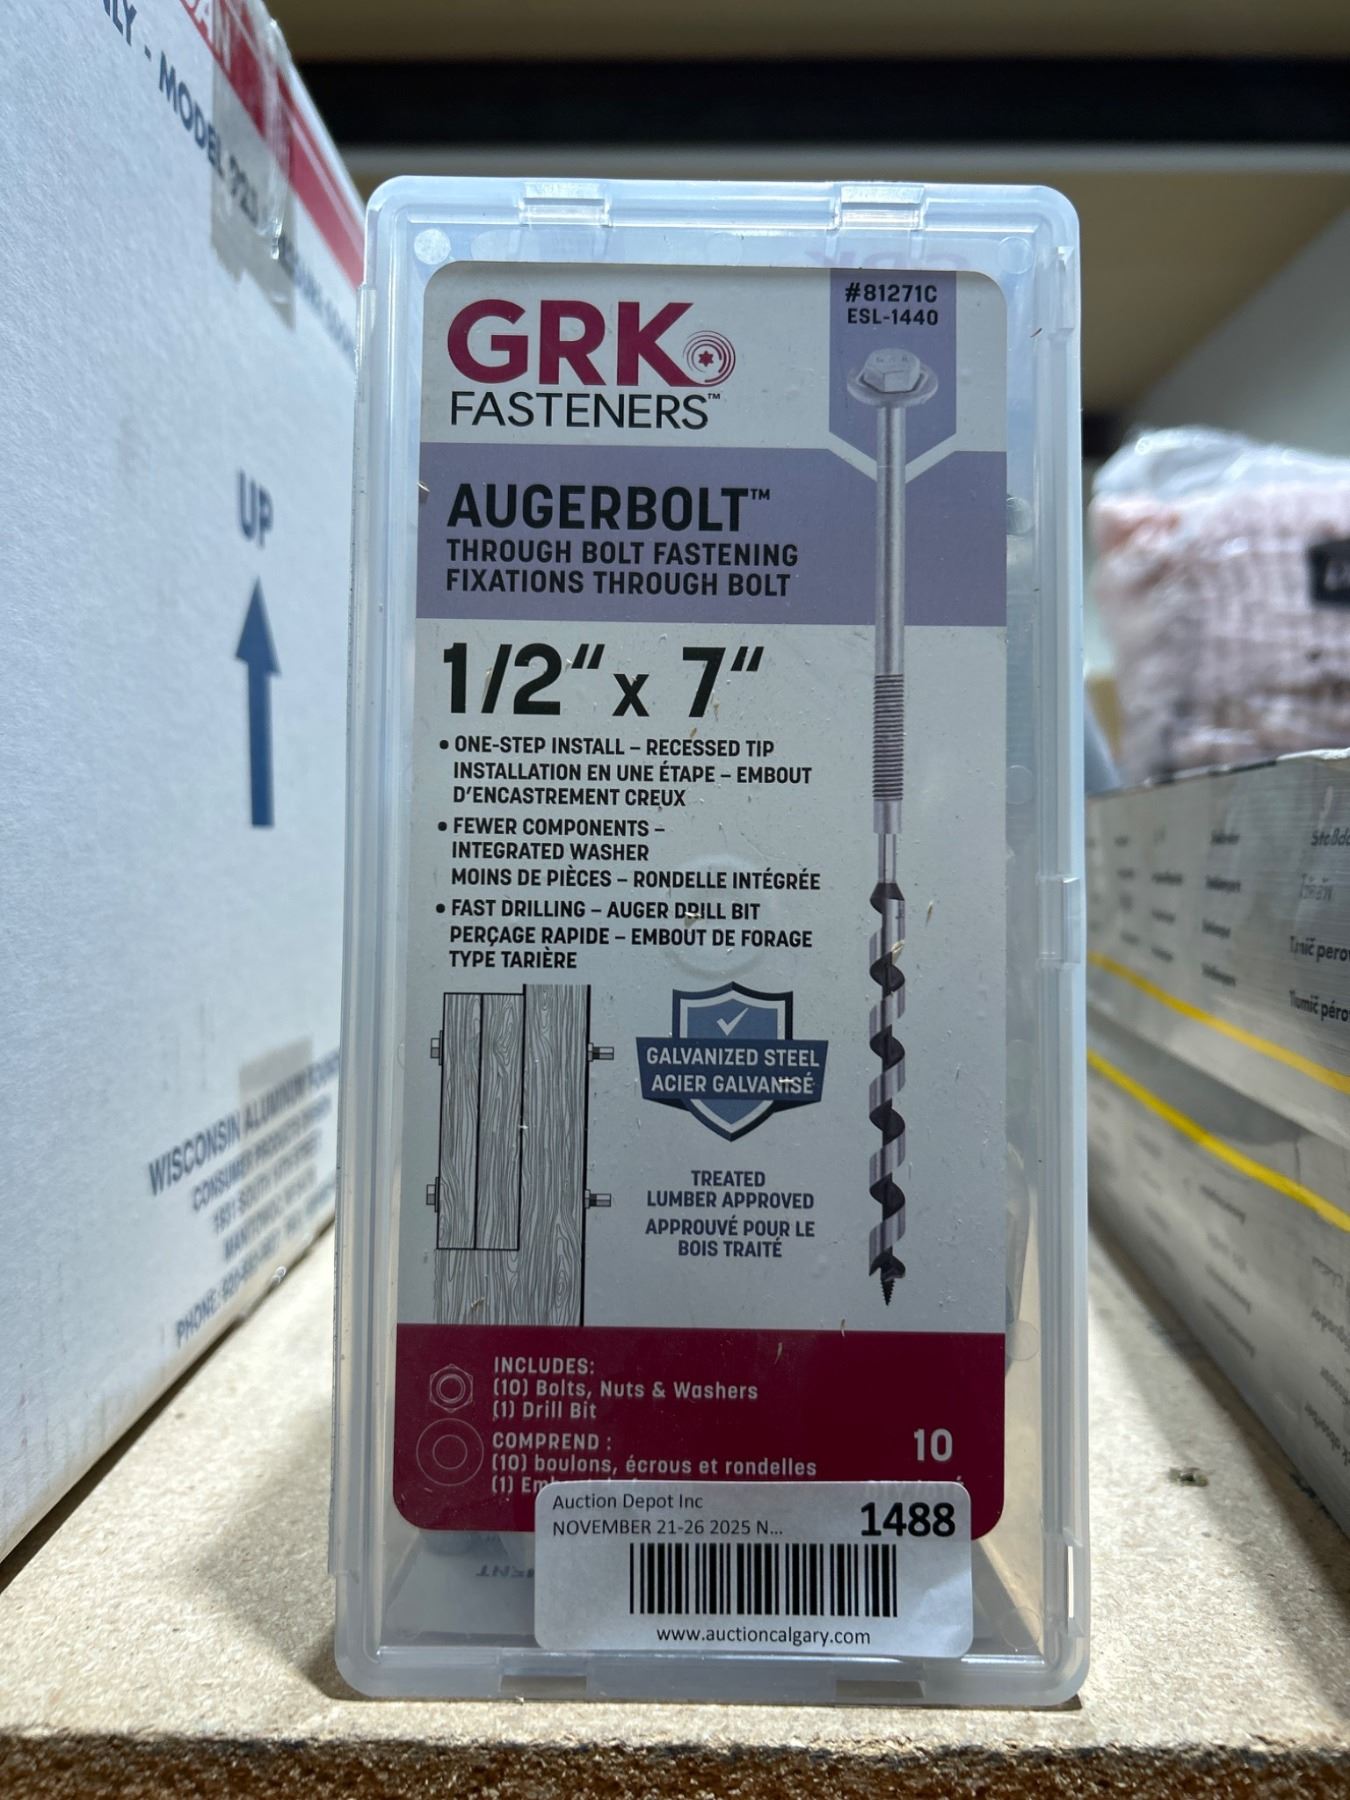 UP
WISCONSIN ALUMINUM
CONSUMER PRODUCTS
PHONE:
GRK
FASTENERS™
#81271C
ESL-1440
AUGERBOLT™
THROUGH BOLT FASTENING
FIXATIONS THROUGH BOLT
1/2“ x 7“
• ONE-STEP INSTALL – RECESSED TIP
INSTALLATION EN UNE ÉTAPE – EMBOUT
D’ENCASTREMENT CREUX
• FEWER COMPONENTS –
INTEGRATED WASHER
MOINS DE PIÈCES – RONDELLE INTÉGRÉE
• FAST DRILLING – AUGER DRILL BIT
PERÇAGE RAPIDE – EMBOUT DE FORAGE
TYPE TARIÈRE
GALVANIZED STEEL
ACIER GALVANISÉ
TREATED
LUMBER APPROVED
APPROUVÉ POUR LE
BOIS TRAITÉ
INCLUDES:
(10) Bolts, Nuts & Washers
(1) Drill Bit
COMPREND :
(10) boulons, écrous et rondelles
(1)
10
Auction Depot Inc
NOVEMBER 21-26 2025 N...
1488
www.auctioncalgary.com